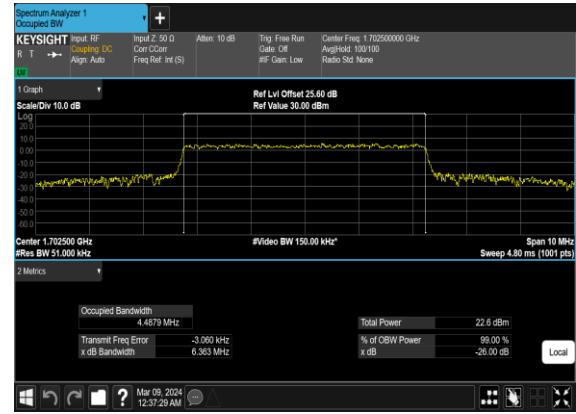 Spectrum Analyzer 1
Occupied BW
+
KEYSIGHT Input: RF Input Z: 50 Ω Atten: 10 dB Trig: Free Run Center Freq: 1.702500000 GHz
R T Coupling: DC Corr CCorr Gate: Off Avg|Hold: 100/100
Align: Auto Freq Ref: Int (S) #IF Gain: Low Radio Std: None
LW
1 Graph
Ref Lvl Offset 25.60 dB
Scale/Div 10.0 dB Ref Value 30.00 dBm
Log
20.0
10.0
0.00
-10.0
-20.0
-30.0
-40.0
-50.0
-60.0
Center 1.702500 GHz #Video BW 150.00 kHz* Span 10 MHz
#Res BW 51.000 kHz Sweep 4.80 ms (1001 pts)
2 Metrics
Occupied Bandwidth
4.4879 MHz Total Power 22.6 dBm
Transmit Freq Error -3.060 kHz % of OBW Power 99.00 %
x dB Bandwidth 6.363 MHz x dB -26.00 dB
Local
? Mar 09, 2024
12:37:29 AM